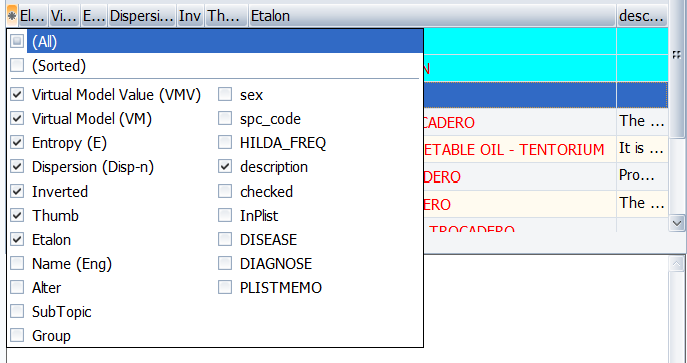 El... Vi... E... Dispersi... Inv Th... Etalon desc...
(All)
(Sorted)
Virtual Model Value (VMV) sex
Virtual Model (VM) spc_code
Entropy (E) HILDA_FREQ
Dispersion (Disp-n) description
Inverted checked
Thumb InPlist
Etalon DISEASE
Name (Eng) DIAGNOSE
Alter PLISTMEMO
SubTopic
Group
N
CADERO The ...
ETABLE OIL - TENTORIUM It is ...
DERO Pro...
ERO The ...
TROCADERO